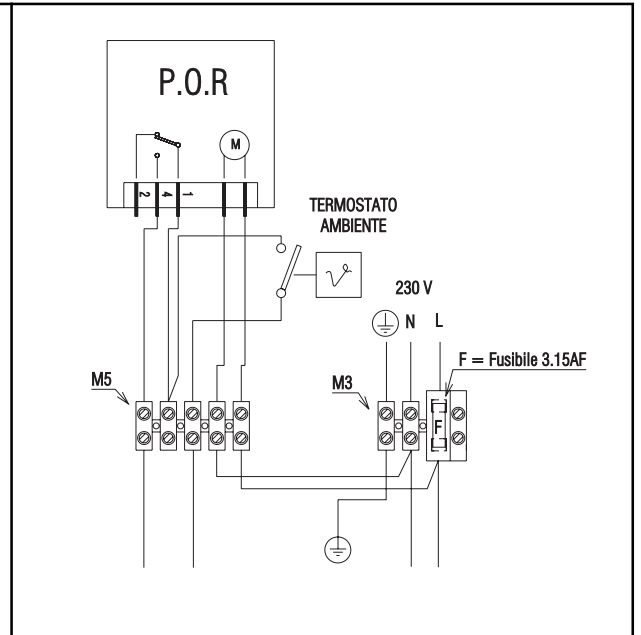 P.O.R
M
2 4 1
TERMOSTATO
AMBIENTE
230 V
N L
F = Fusibile 3.15AF
M5
M3
F